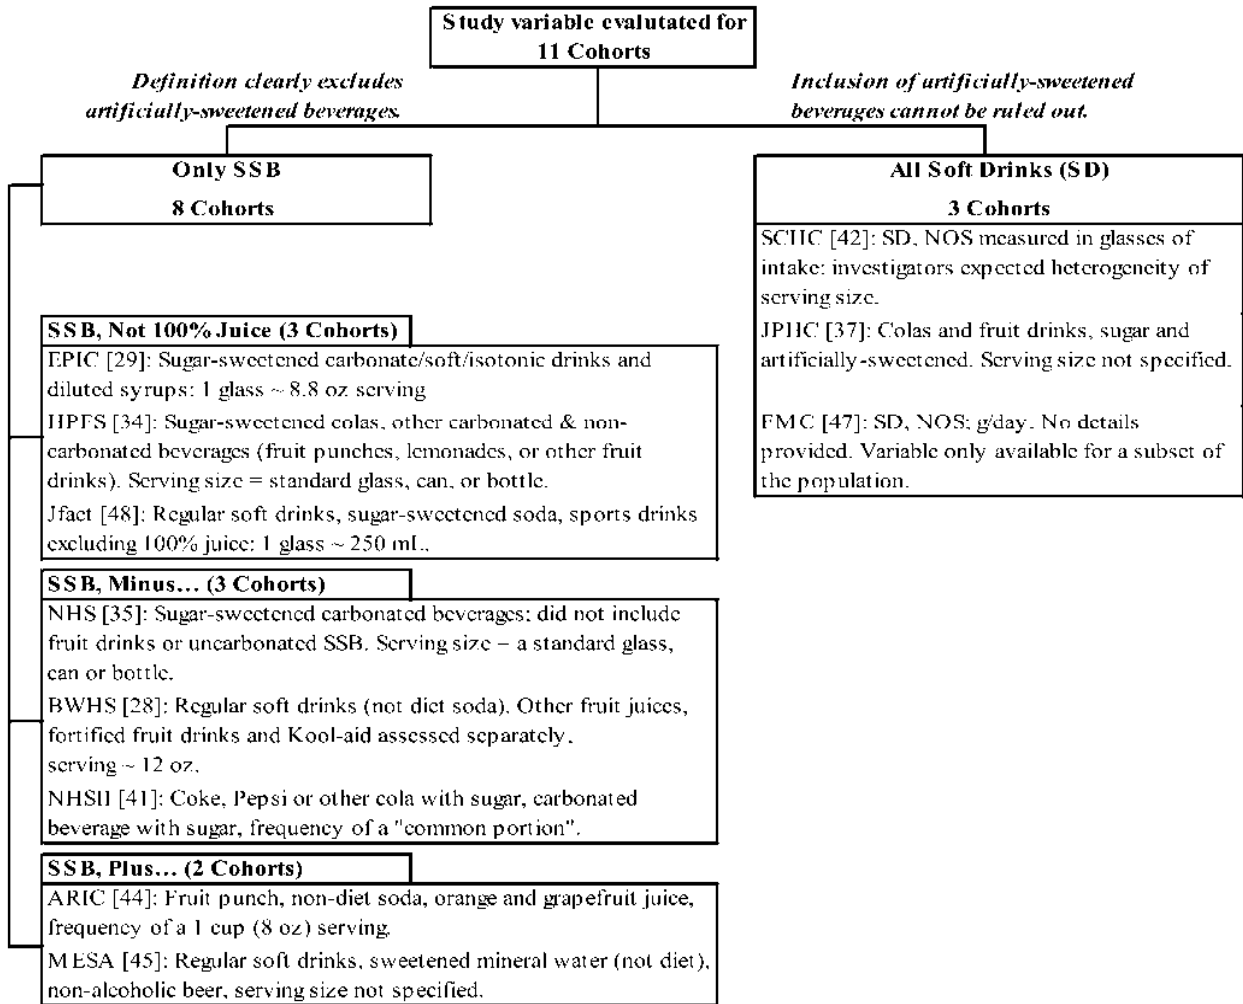 Study variable evalutated for
11 Cohorts
Definition clearly excludes
artificially-sweetened beverages.
Inclusion of artificially-sweetened
beverages cannot be ruled out.
Only SSB
8 Cohorts
All Soft Drinks (SD)
3 Cohorts
SCHC [42]: SD, NOS measured in glasses of
intake; investigators expected heterogeneity of
serving size.
JPHC [37]: Colas and fruit drinks, sugar and
artificially-sweetened. Serving size not specified.
FMC [47]: SD, NOS; g/day. No details
provided. Variable only available for a subset of
the population.
SSB, Not 100% Juice (3 Cohorts)
EPIC [29]: Sugar-sweetened carbonate/soft/isotonic drinks and
diluted syrups: 1 glass ~ 8.8 oz serving
HPFS [34]: Sugar-sweetened colas, other carbonated & non-
carbonated beverages (fruit punches, lemonades, or other fruit
drinks). Serving size = standard glass, can, or bottle.
Jfact [48]: Regular soft drinks, sugar-sweetened soda, sports drinks
excluding 100% juice: 1 glass ~ 250 mL.
SSB, Minus... (3 Cohorts)
NHS [35]: Sugar-sweetened carbonated beverages; did not include
fruit drinks or uncarbonated SSB. Serving size = a standard glass,
can or bottle.
BWHS [28]: Regular soft drinks (not diet soda). Other fruit juices,
fortified fruit drinks and Kool-aid assessed separately.
serving ~ 12 oz.
NHSII [41]: Coke, Pepsi or other cola with sugar, carbonated
beverage with sugar, frequency of a "common portion".
SSB, Plus... (2 Cohorts)
ARIC [44]: Fruit punch, non-diet soda, orange and grapefruit juice,
frequency of a 1 cup (8 oz) serving.
MESA [45]: Regular soft drinks, sweetened mineral water (not diet),
non-alcoholic beer, serving size not specified.